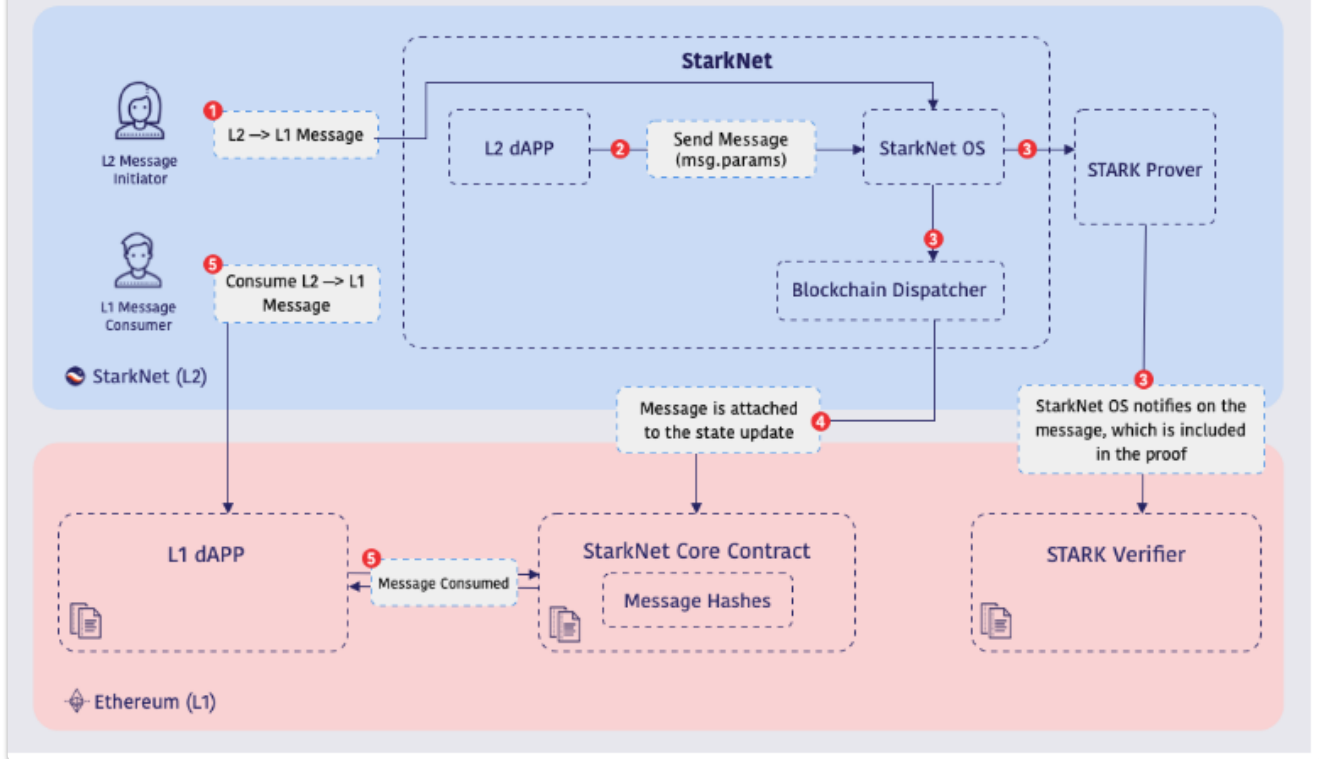 StarkNet
1
L2 —> L1 Message
L2 Message
Initiator
L2 dAPP
2
Send Message
(msg.params)
StarkNet OS
3
STARK Prover
3
5
Consume L2 —> L1
Message
L1 Message
Consumer
Blockchain Dispatcher
StarkNet (L2)
3
Message is attached
to the state update
4
StarkNet OS notifies on the
message, which is included
in the proof
L1 dAPP
5
Message Consumed
StarkNet Core Contract
Message Hashes
STARK Verifier
Ethereum (L1)